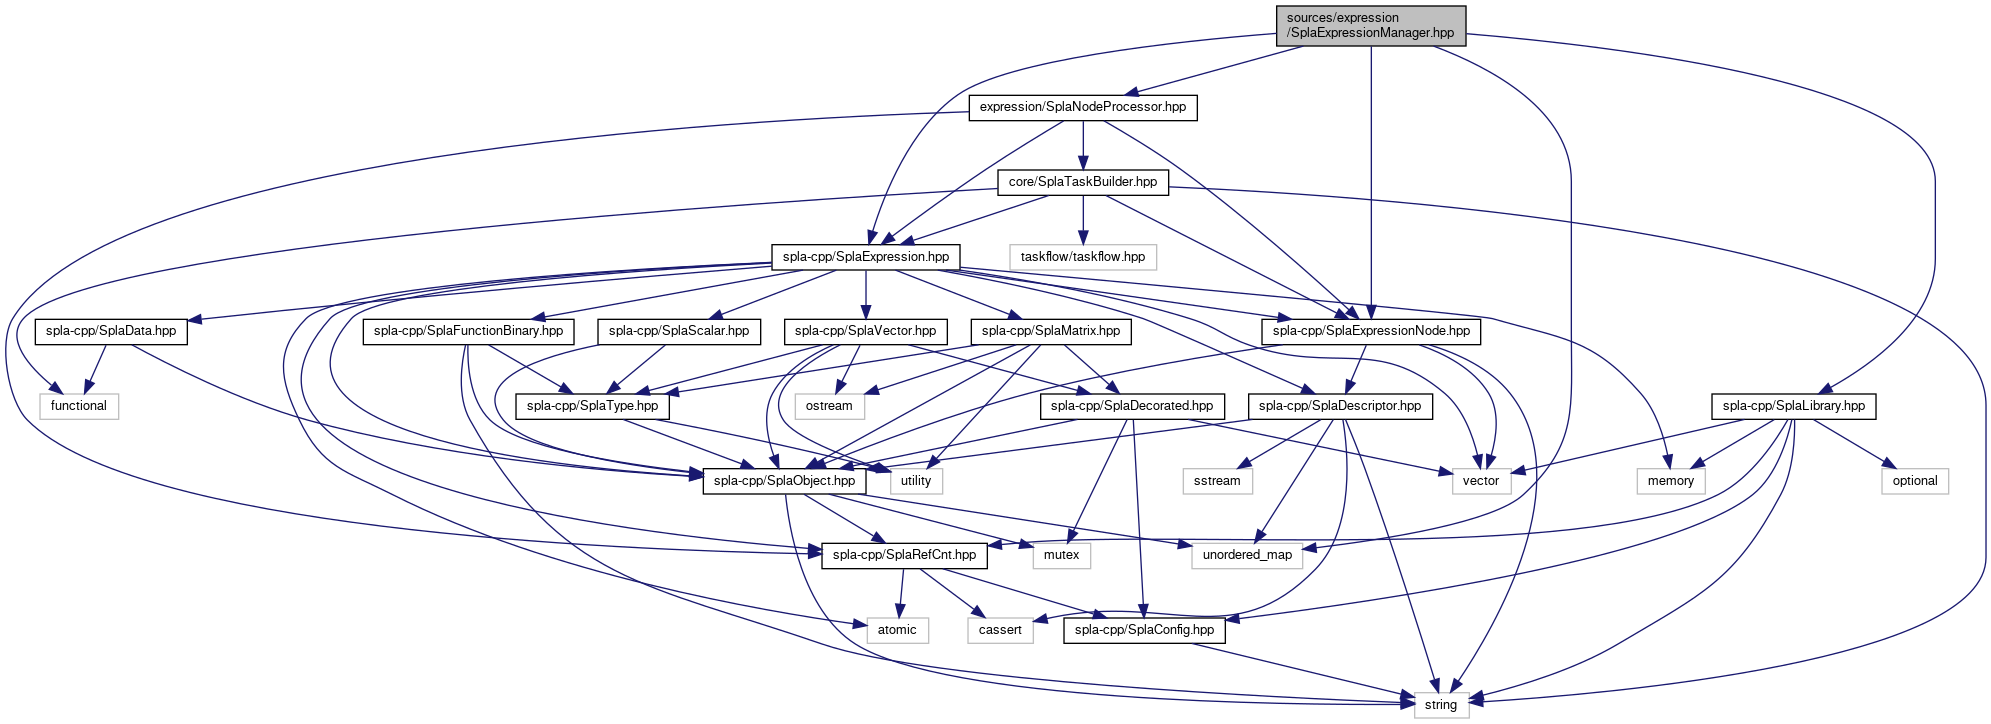 sources/expression
/SplaExpressionManager.hpp
expression/SplaNodeProcessor.hpp
core/SplaTaskBuilder.hpp
spla-cpp/SplaExpression.hpp
taskflow/taskflow.hpp
spla-cpp/SplaData.hpp
spla-cpp/SplaFunctionBinary.hpp
spla-cpp/SplaScalar.hpp
spla-cpp/SplaVector.hpp
spla-cpp/SplaMatrix.hpp
spla-cpp/SplaExpressionNode.hpp
functional
spla-cpp/SplaType.hpp
ostream
spla-cpp/SplaDecorated.hpp
spla-cpp/SplaDescriptor.hpp
spla-cpp/SplaLibrary.hpp
spla-cpp/SplaObject.hpp
utility
sstream
vector
memory
optional
spla-cpp/SplaRefCnt.hpp
mutex
unordered_map
atomic
cassert
spla-cpp/SplaConfig.hpp
string